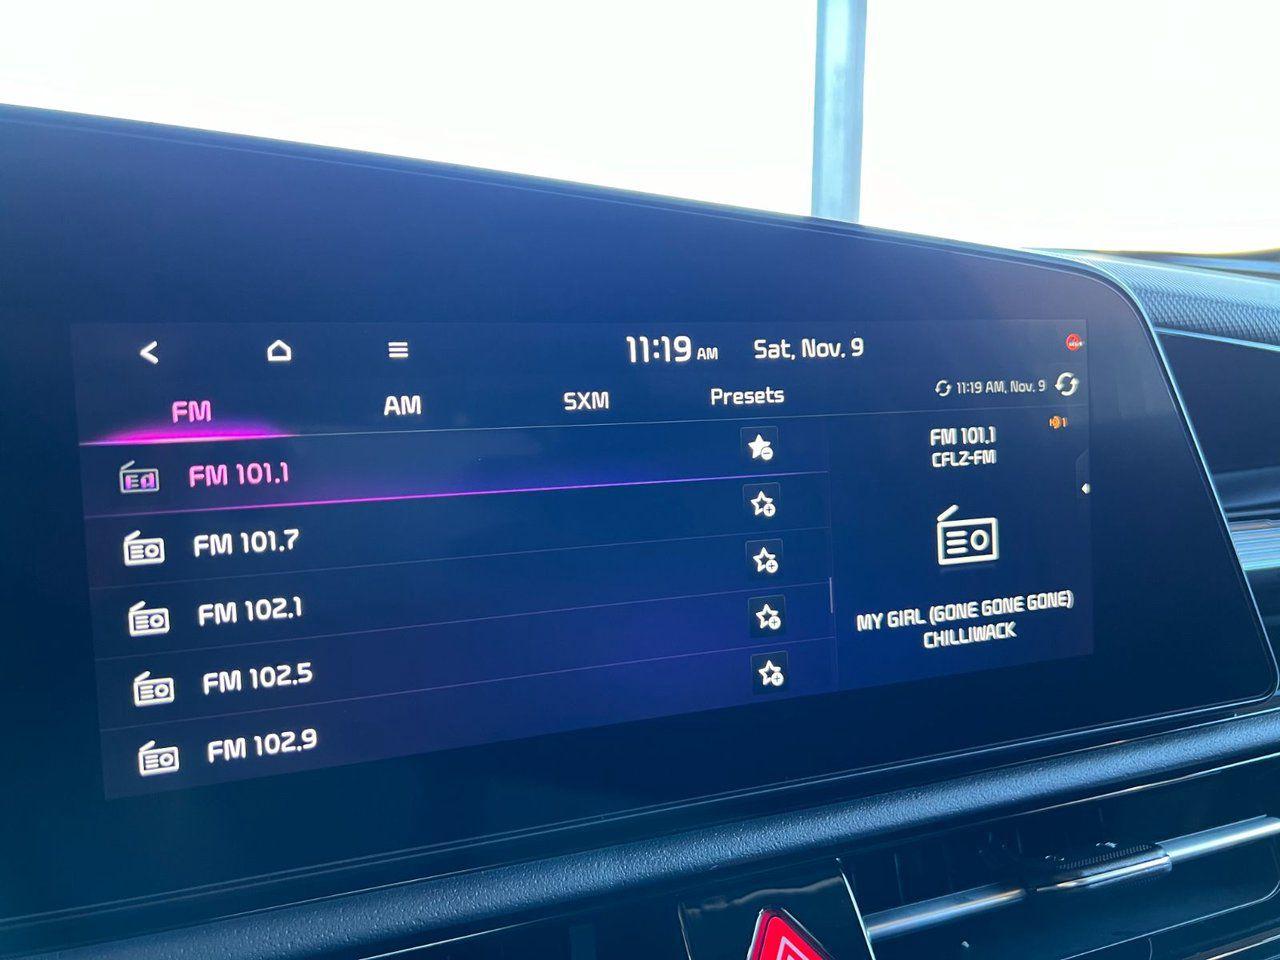 11:19 AM Sat, Nov. 9
FM AM SXM Presets
11:19 AM, Nov. 9
FM 101.1
FM 101.7
FM 102.1
FM 102.5
FM 102.9
FM 101.1
CFLZ-FM
1
MY GIRL (GONE GONE GONE)
CHILLIWACK